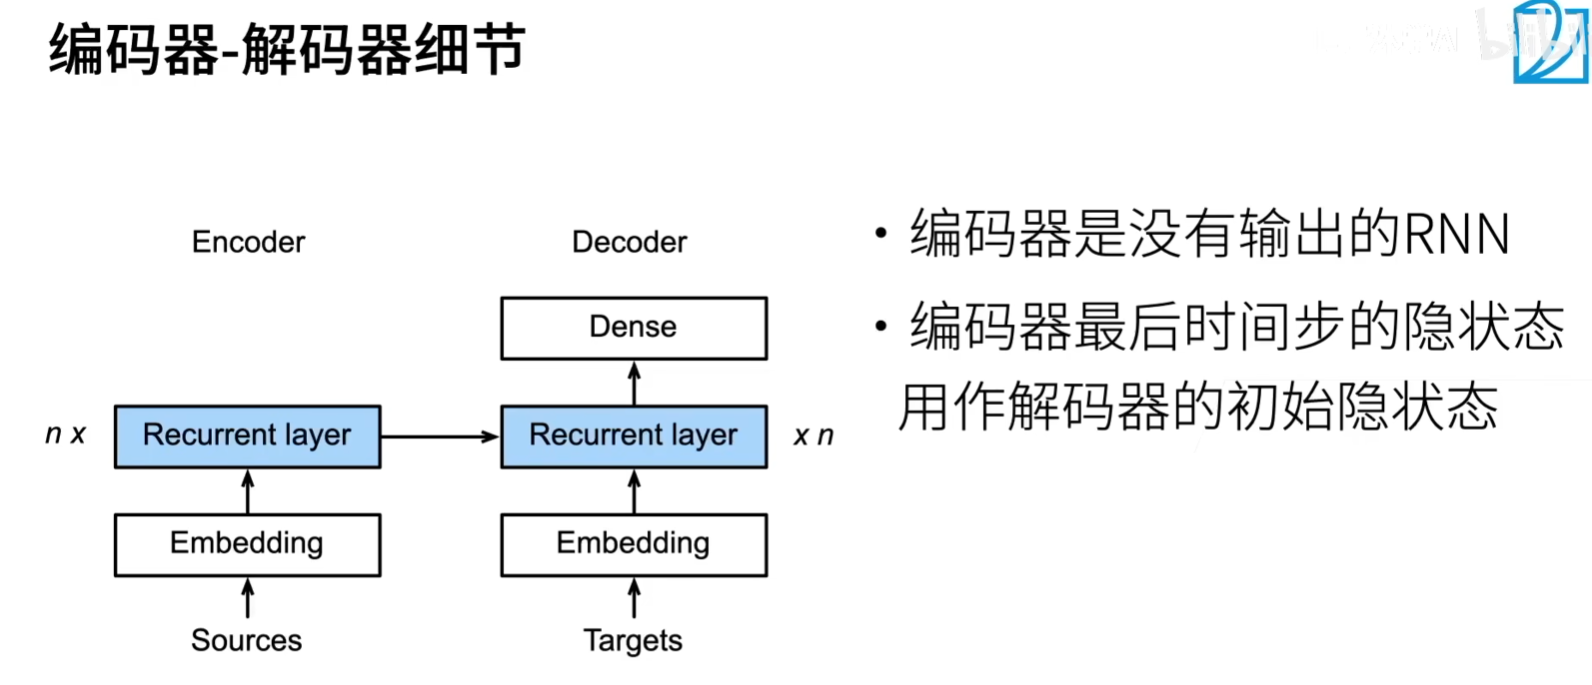 编码器-解码器细节
Encoder
Decoder
Dense
n x
Recurrent layer
Recurrent layer
x n
Embedding
Embedding
Sources
Targets
• 编码器是没有输出的RNN
• 编码器最后时间步的隐状态
用作解码器的初始隐状态
bilibili